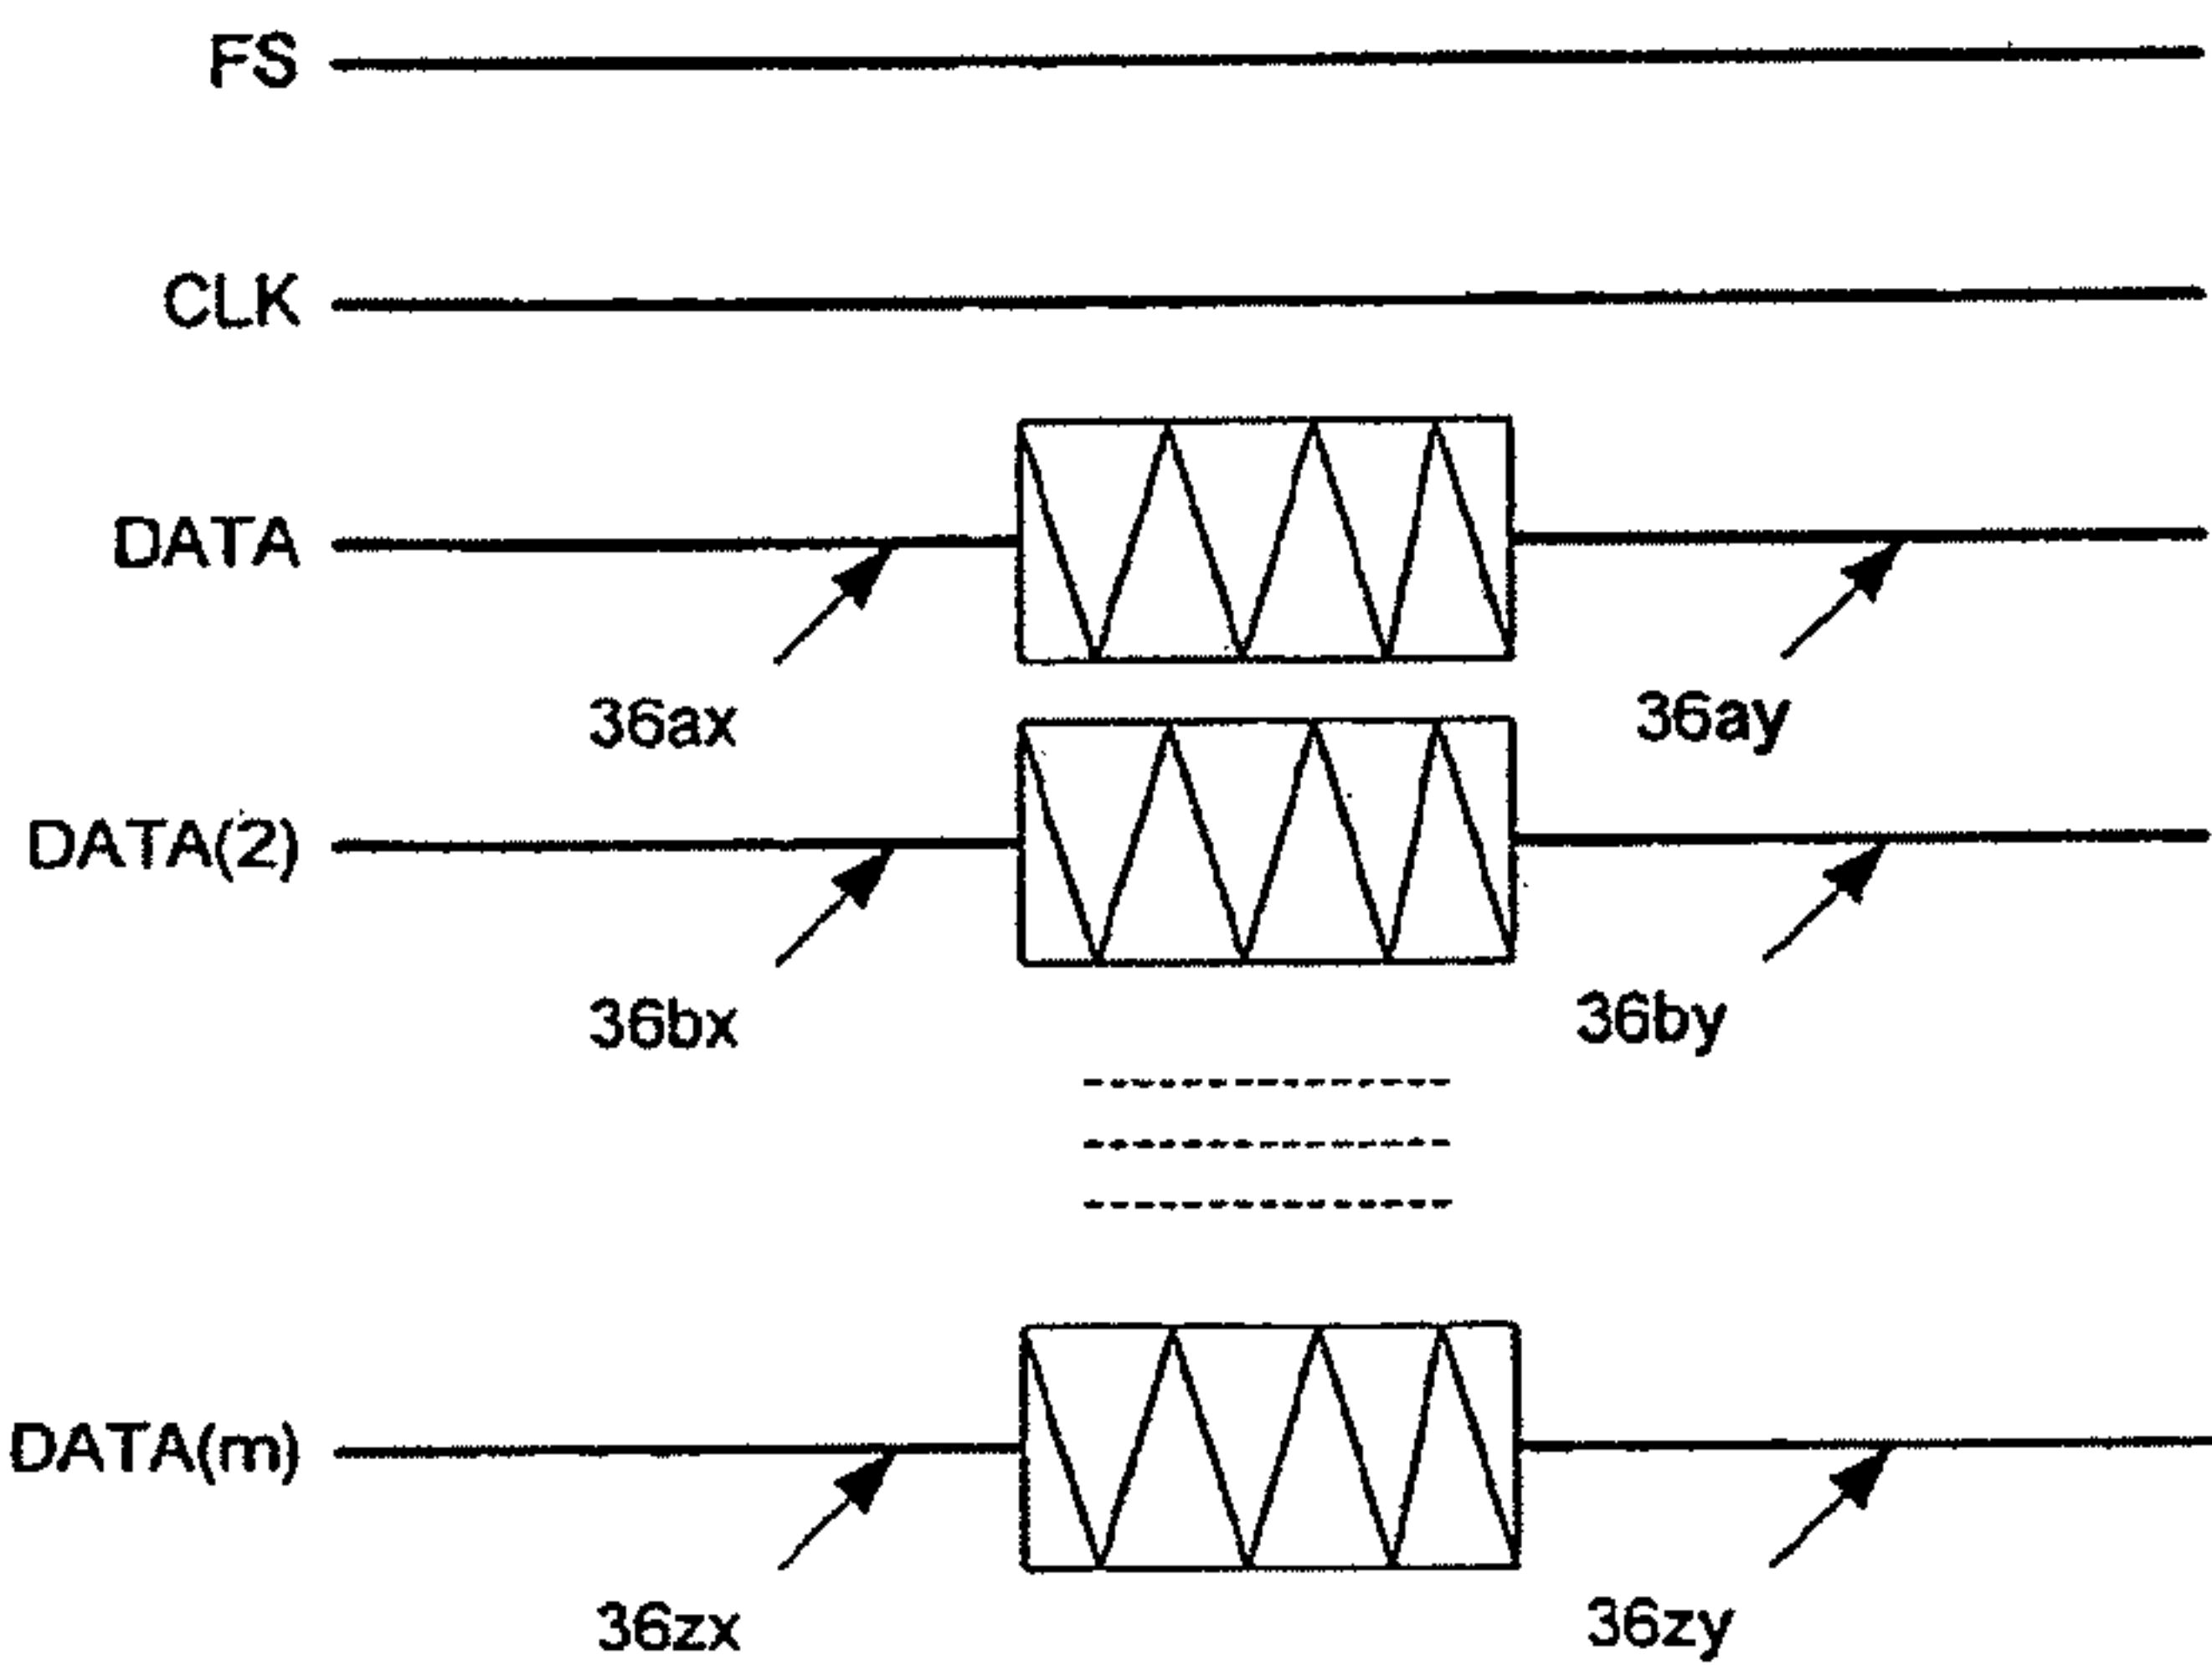 FS
CLK
DATA
36ax
36ay
DATA(2)
36bx
36by
DATA(m)
36zx
36zy